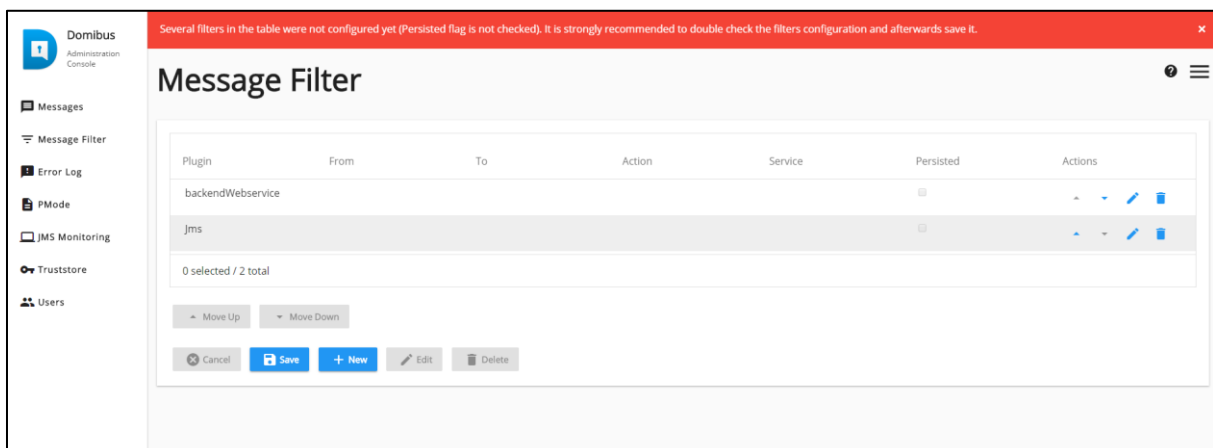 Domibus
Administration
Console
Messages
Message Filter
Error Log
PMode
JMS Monitoring
Truststore
Users
Several filters in the table were not configured yet (Persisted flag is not checked). It is strongly recommended to double check the filters configuration and afterwards save it. ×
Message Filter
Plugin From To Action Service Persisted Actions
backendWebservice
Jms
0 selected / 2 total
Move Up Move Down
Cancel Save + New Edit Delete